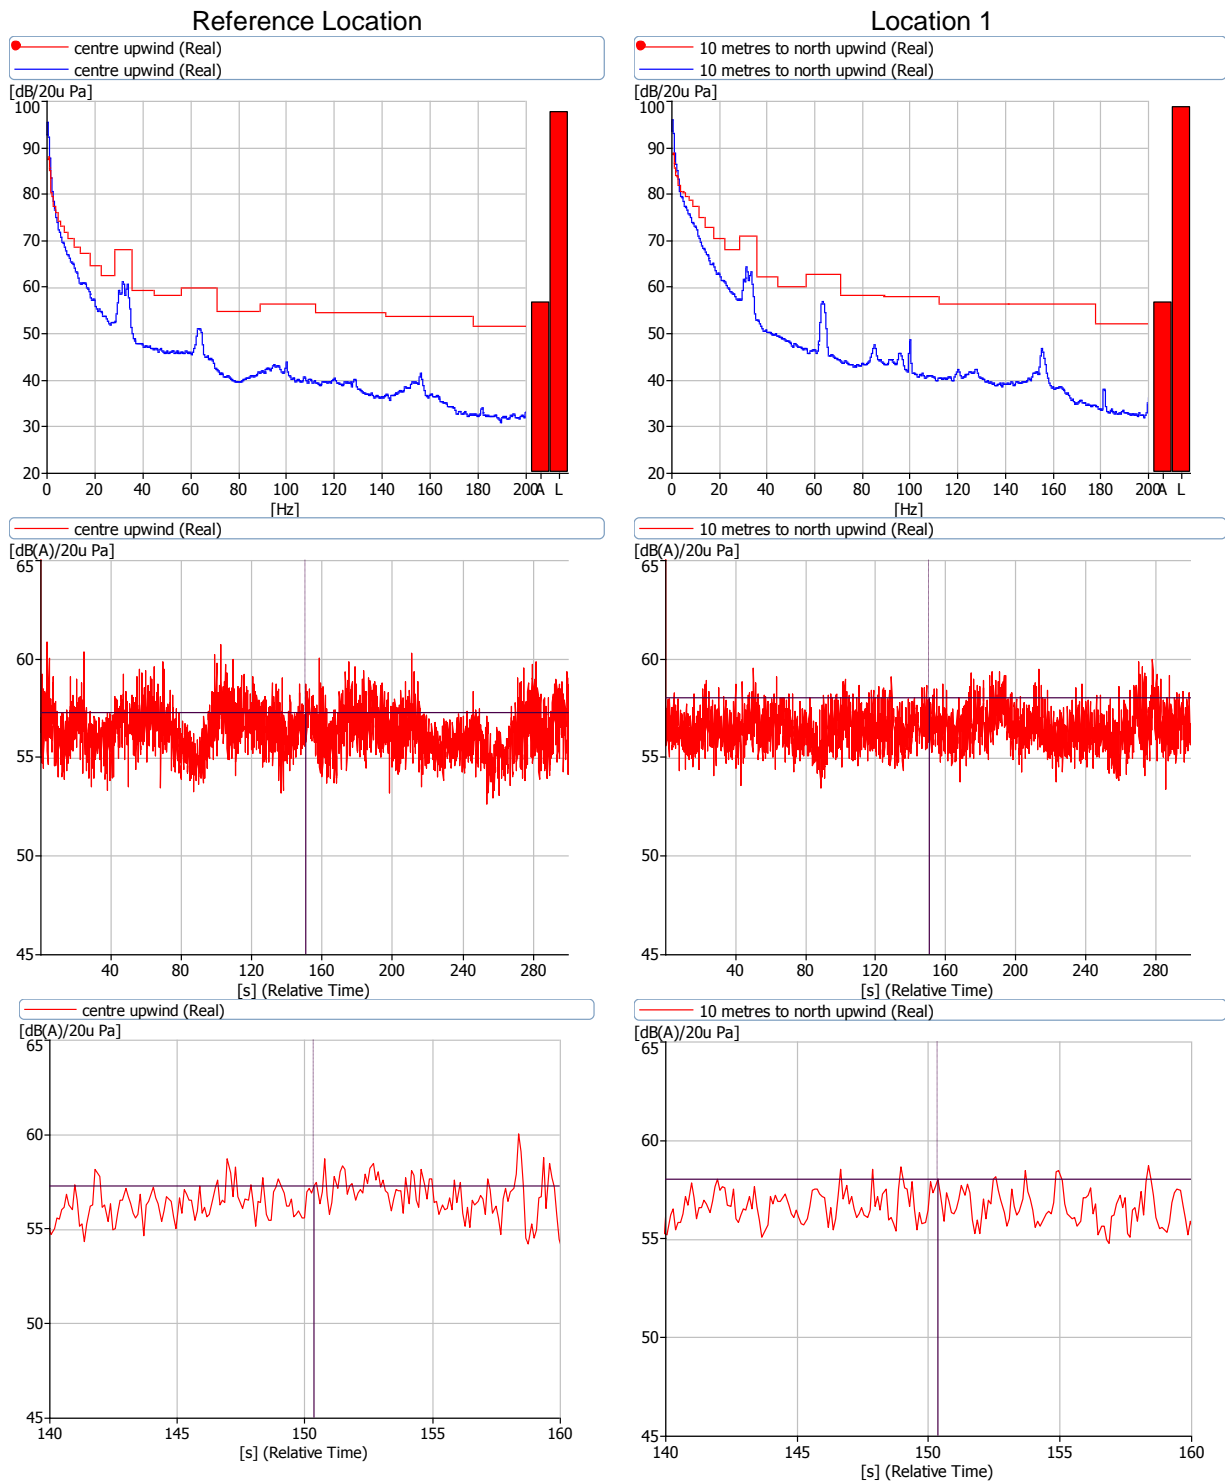 Reference Location
Location 1
centre upwind (Real)
centre upwind (Real)
10 metres to north upwind (Real)
10 metres to north upwind (Real)
[dB/20u Pa]
[dB/20u Pa]
100
90
80
70
60
50
40
30
20
0 20 40 60 80 100 120 140 160 180 200 A L
[Hz]
100
90
80
70
60
50
40
30
20
0 20 40 60 80 100 120 140 160 180 200 A L
[Hz]
centre upwind (Real)
10 metres to north upwind (Real)
[dB(A)/20u Pa]
[dB(A)/20u Pa]
65
60
55
50
45
40 80 120 160 200 240 280
[s] (Relative Time)
65
60
55
50
45
40 80 120 160 200 240 280
[s] (Relative Time)
centre upwind (Real)
10 metres to north upwind (Real)
[dB(A)/20u Pa]
[dB(A)/20u Pa]
65
60
55
50
45
140 145 150 155 160
[s] (Relative Time)
65
60
55
50
45
140 145 150 155 160
[s] (Relative Time)